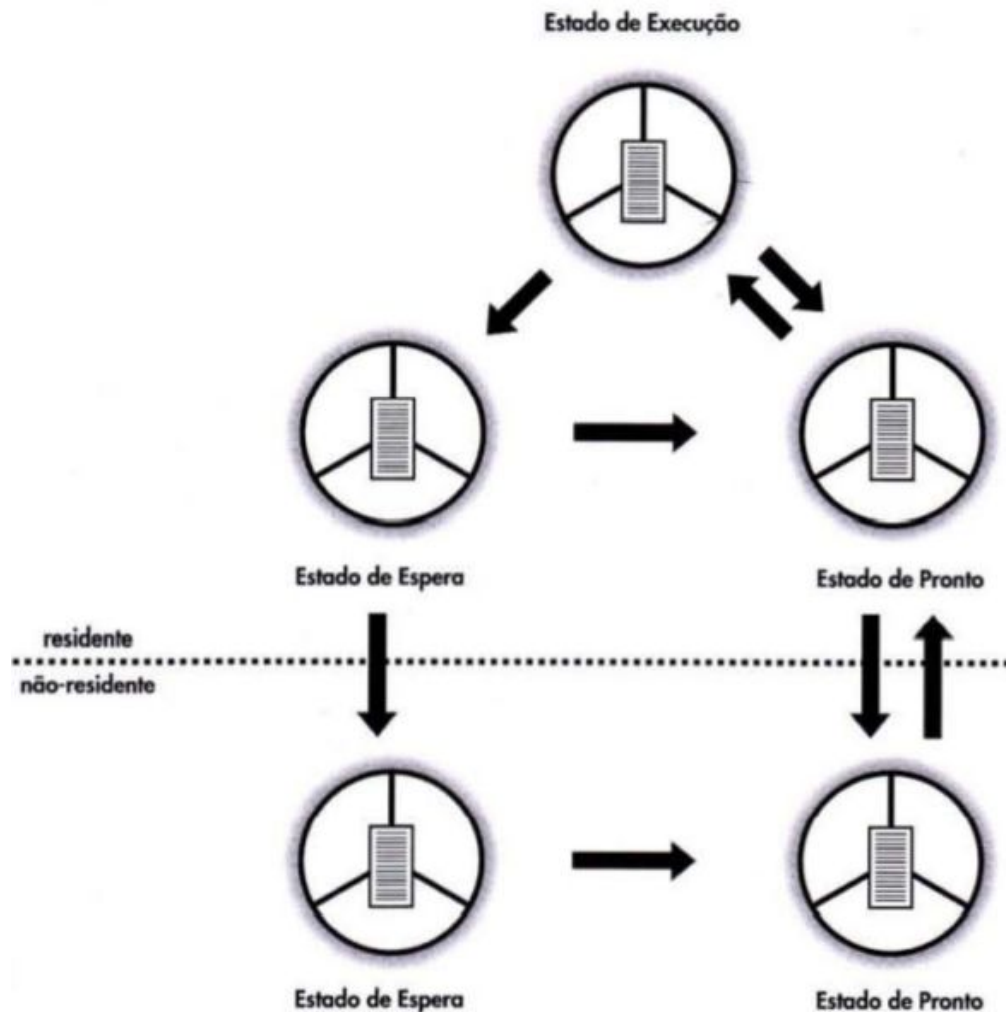 Estado de Execução
Estado de Espera
Estado de Pronto
residente
não-residente
Estado de Espera
Estado de Pronto